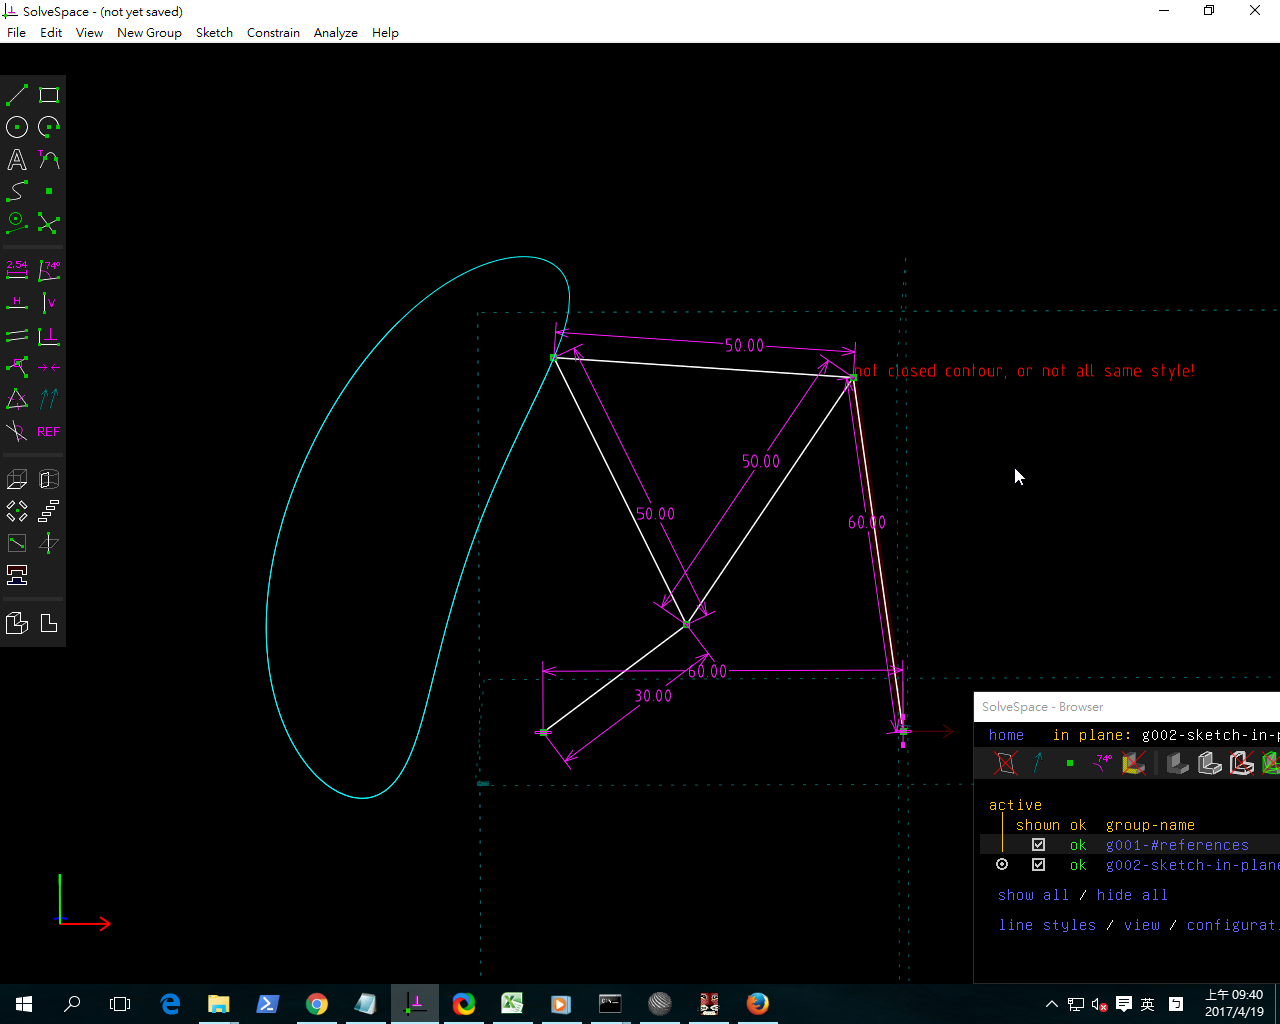 SolveSpace - (not yet saved)
File Edit View New Group Sketch Constrain Analyze Help
2.54 74°
H V
REF
50.00
not closed contour, or not all same style!
50.00
50.00
60.00
60.00
30.00
SolveSpace - Browser
home in plane: g002-sketch-in-p
74°
active
shown ok group-name
ok g001-#references
ok g002-sketch-in-plane
show all / hide all
line styles / view / configurati
英
上午 09:40
2017/4/19